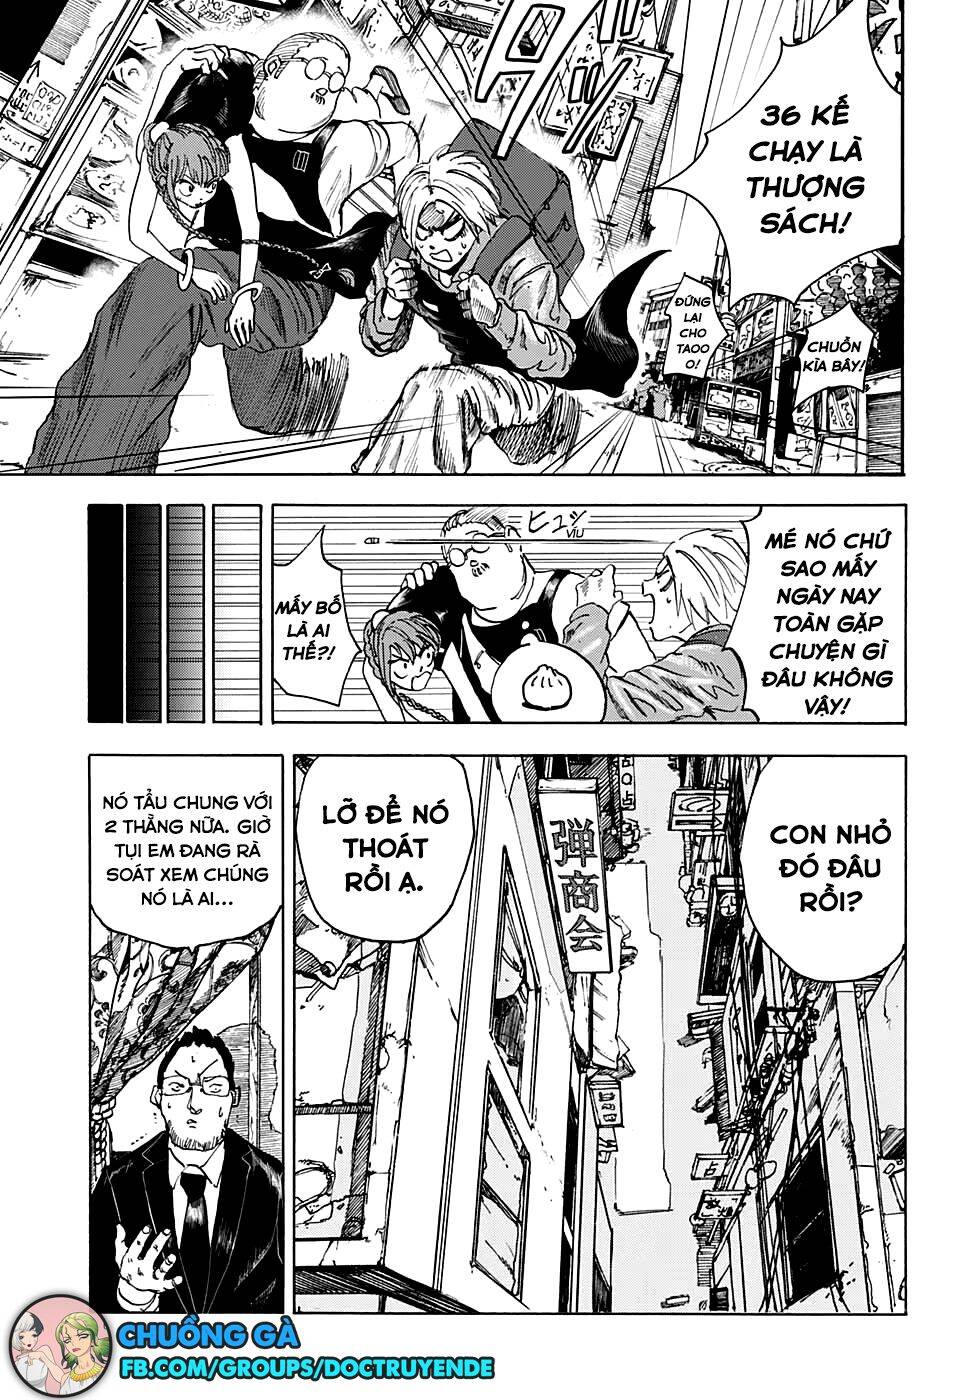 36 KẾ
CHẠY LÀ
THƯỢNG
SÁCH!
ĐỨNG
LẠI CHO
TAOO
O!
CHUỒN
KÌA BÂY!
MÉ NÓ CHỨ
SAO MẤY
NGÀY NAY
TOÀN GẶP
CHUYỆN GÌ
ĐÂU KHÔNG
VẬY!
ヒュッ
VÍU
MẤY BỐ
LÀ AI
THẾ?!
CON NHỎ
ĐÓ ĐÂU
RỒI?
LỠ ĐỂ NÓ
THOÁT
RỒI Ạ.
弾商会
NÓ TẨU CHUNG VỚI
2 THẰNG NỮA. GIỜ
TỤI EM ĐANG RÀ
SOÁT XEM CHÚNG
NÓ LÀ AI...
CHUỒNG GÀ
FB.COM/GROUPS/DOCTRUYENDE